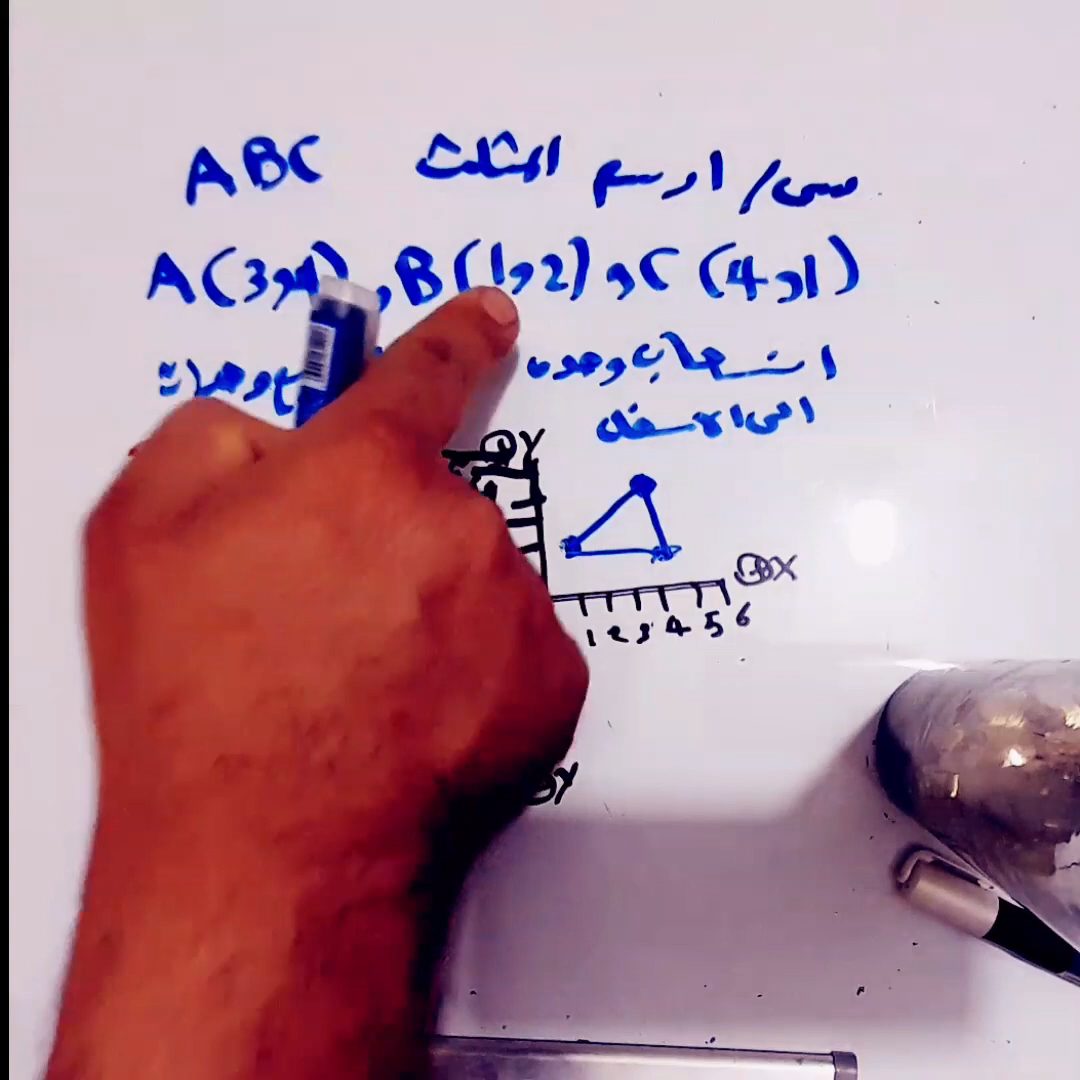 س/ ارسم المثلث ABC
A(3و4) و B(1و2) و C(4و1)
انسحاب وحدة
الى الاسفل
Y
X
1 2 3 4 5 6
Y